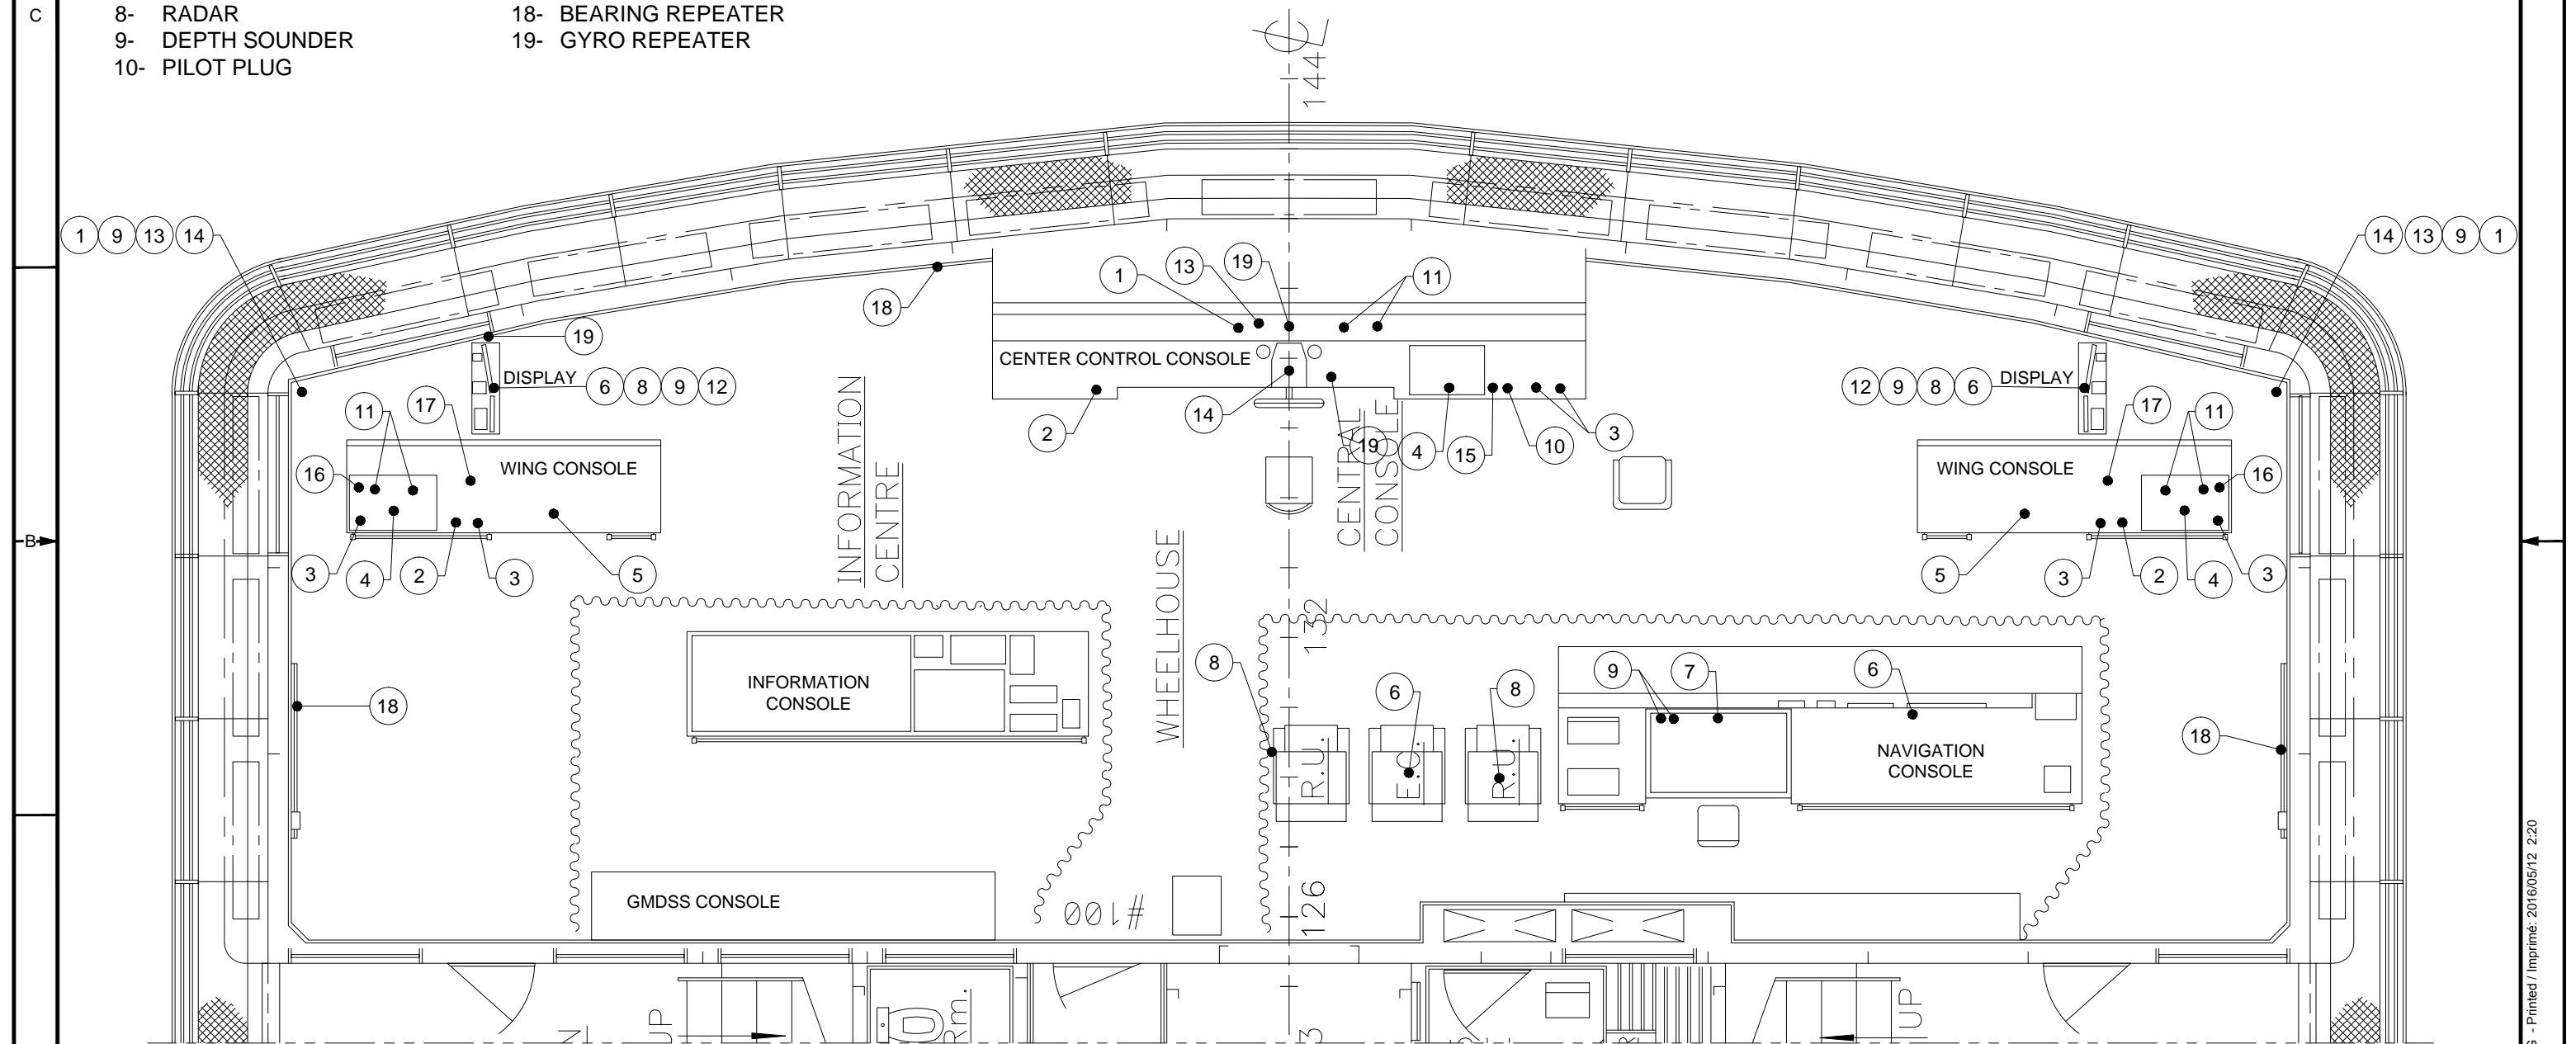 C
8- RADAR
9- DEPTH SOUNDER
10- PILOT PLUG
18- BEARING REPEATER
19- GYRO REPEATER
144
1 9 13 14
14 13 9 1
1
13
19
11
18
19
CENTER CONTROL CONSOLE
DISPLAY 6 8 9 12
12 9 8 6 DISPLAY
2
14
19
4
15
10
3
11
17
16
WING CONSOLE
3
4
2
3
5
INFORMATION
CENTRE
CENTRAL
CONSOLE
WHEELHOUSE
17
11
16
WING CONSOLE
5
3
2
4
3
B
132
INFORMATION
CONSOLE
18
8
6
8
R.U.
E.C.
R.U.
9
7
6
NAVIGATION
CONSOLE
18
GMDSS CONSOLE
#100
126
UP
Rm.
3
UP
- Printed / Imprimé: 2016/05/12 2:20